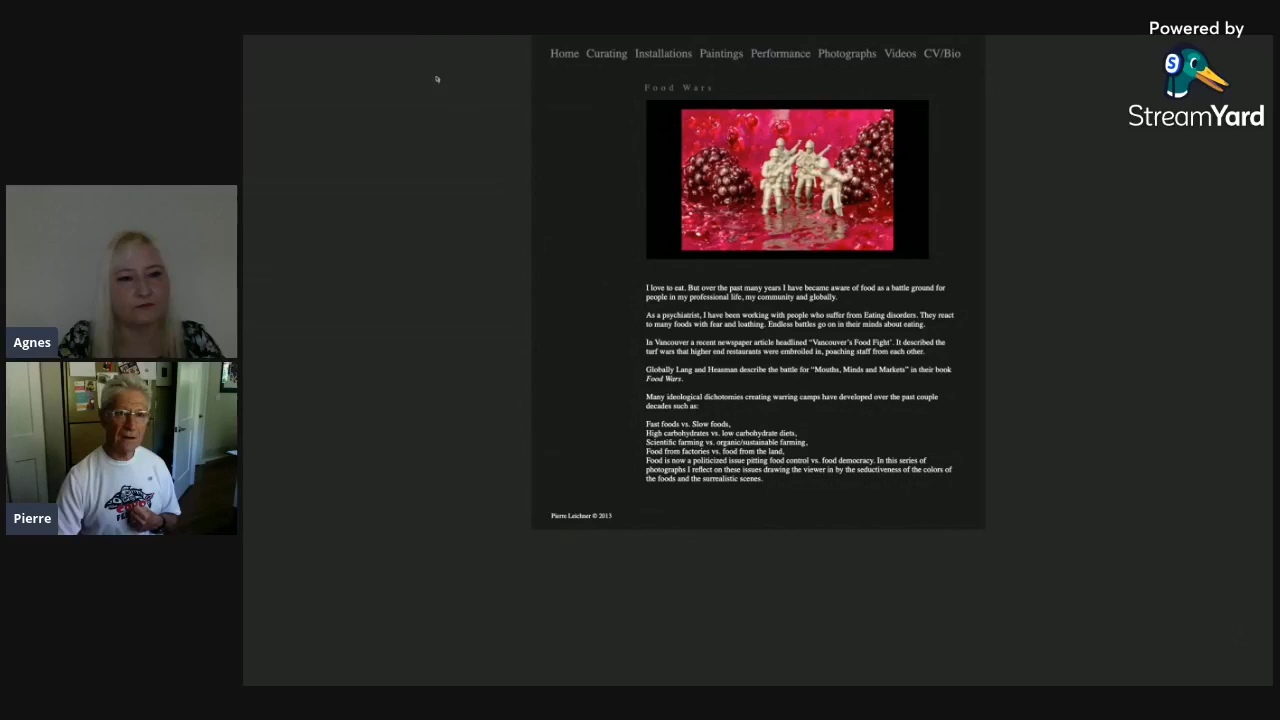 Powered by
StreamYard
Home Curating Installations Paintings Performance Photographs Videos CV/Bio
Food Wars
I love to eat. But over the past many years I have became aware of food as a battle ground for
people in my professional life, my community and globally.
As a psychiatrist, I have been working with people who suffer from Eating disorders. They react
to many foods with fear and loathing. Endless battles go on in their minds about eating.
In Vancouver a recent newspaper article headlined "Vancouver's Food Fight'. It described the
turf wars that higher end restaurants were embroiled in, poaching staff from each other.
Globally Lang and Heasman describe the battle for "Mouths, Minds and Markets" in their book
Food Wars.
Many ideological dichotomies creating warring camps have developed over the past couple
decades such as:
Fast foods vs. Slow foods,
High carbohydrates vs. low carbohydrate diets,
Scientific farming vs. organic/sustainable farming,
Food from factories vs. food from the land,
Food is now a politicized issue pitting food control vs. food democracy. In this series of
photographs I reflect on these issues drawing the viewer in by the seductiveness of the colors of
the foods and the surrealistic scenes.
Pierre Leichner © 2013
Agnes
Pierre